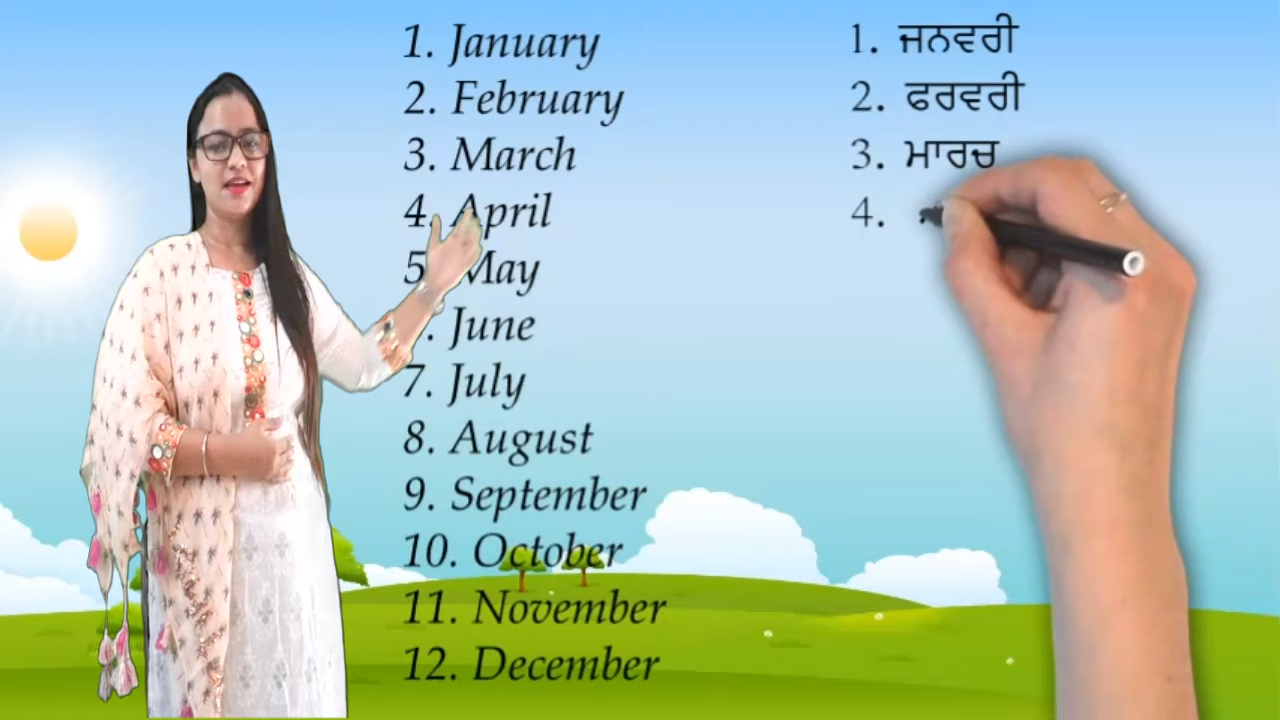 1. January
2. February
3. March
4. April
5 May
. June
7. July
8. August
9. September
10. October
11. November
12. December
1. ਜਨਵਰੀ
2. ਫਰਵਰੀ
3. ਮਾਰਚ
4.